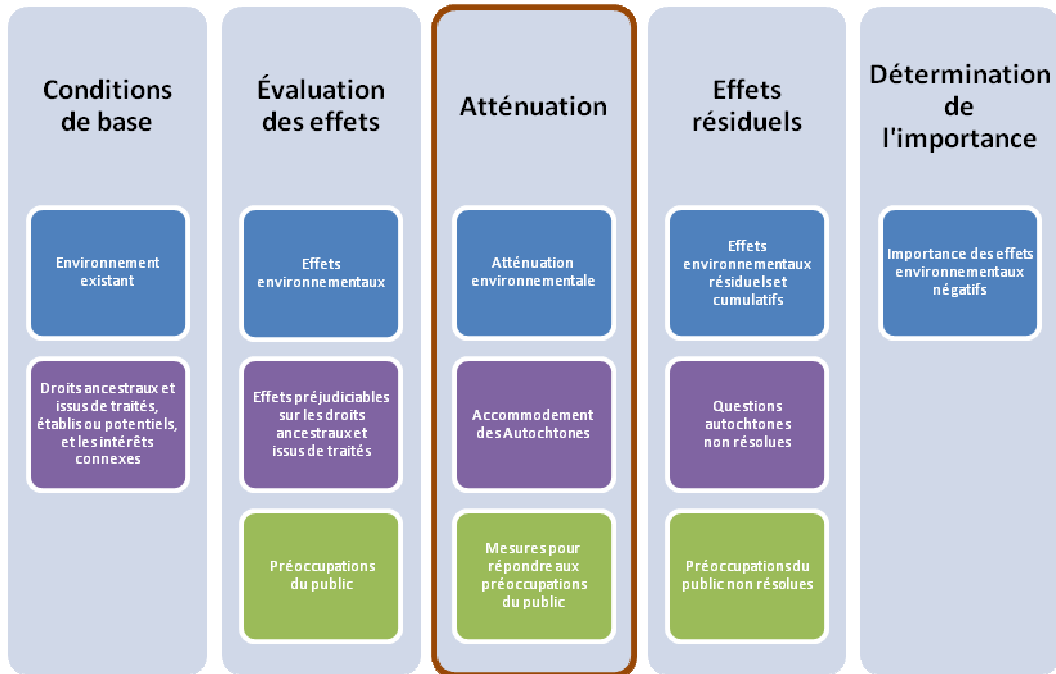 Conditions
de base
Environnement
existant
Droits ancestraux et
issus de traités,
établis ou potentiels,
et les intérêts
connexes
Évaluation
des effets
Effets
environnementaux
Effets préjudiciables
sur les droits
ancestraux et
issus de traités
Préoccupations
du public
Atténuation
Atténuation
environnementale
Accommodement
des Autochtones
Mesures pour
répondre aux
préoccupations
du public
Effets
résiduels
Effets
environnementaux
résiduels et
cumulatifs
Questions
autochtones
non résolues
Préoccupations du
public non résolues
Détermination
de
l'importance
Importance des effets
environnementaux
négatifs